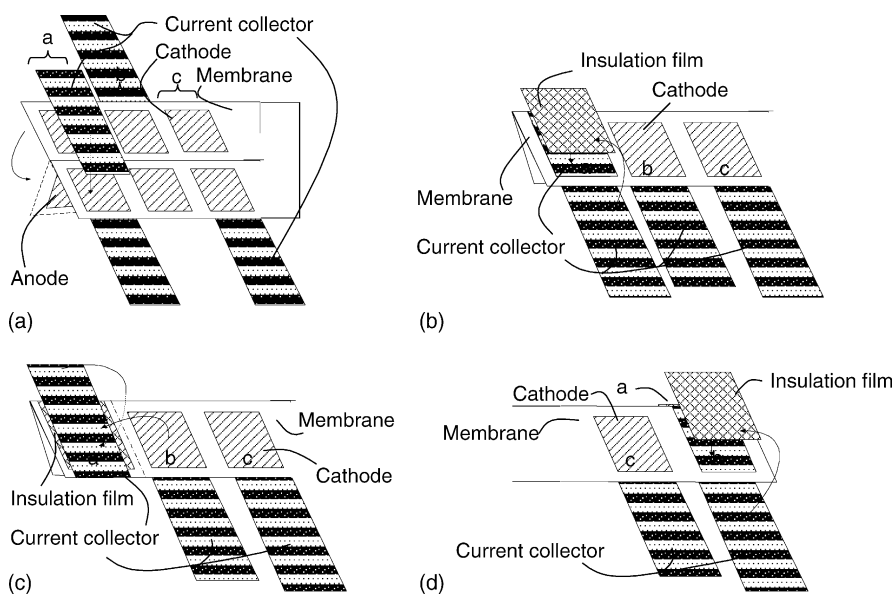 Current collector
Cathode
a
b
c
Membrane
Anode
(a)
Insulation film
Cathode
a
b
c
Membrane
Current collector
(b)
Membrane
a
b
c
Cathode
Insulation film
Current collector
(c)
Cathode
a
Insulation film
Membrane
c
Current collector
(d)